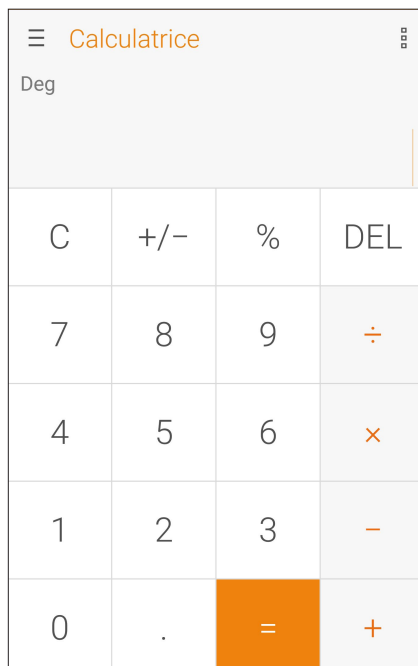 Calculatrice
Deg
C +/− % DEL
7 8 9 ÷
4 5 6 ×
1 2 3 −
0 . = +